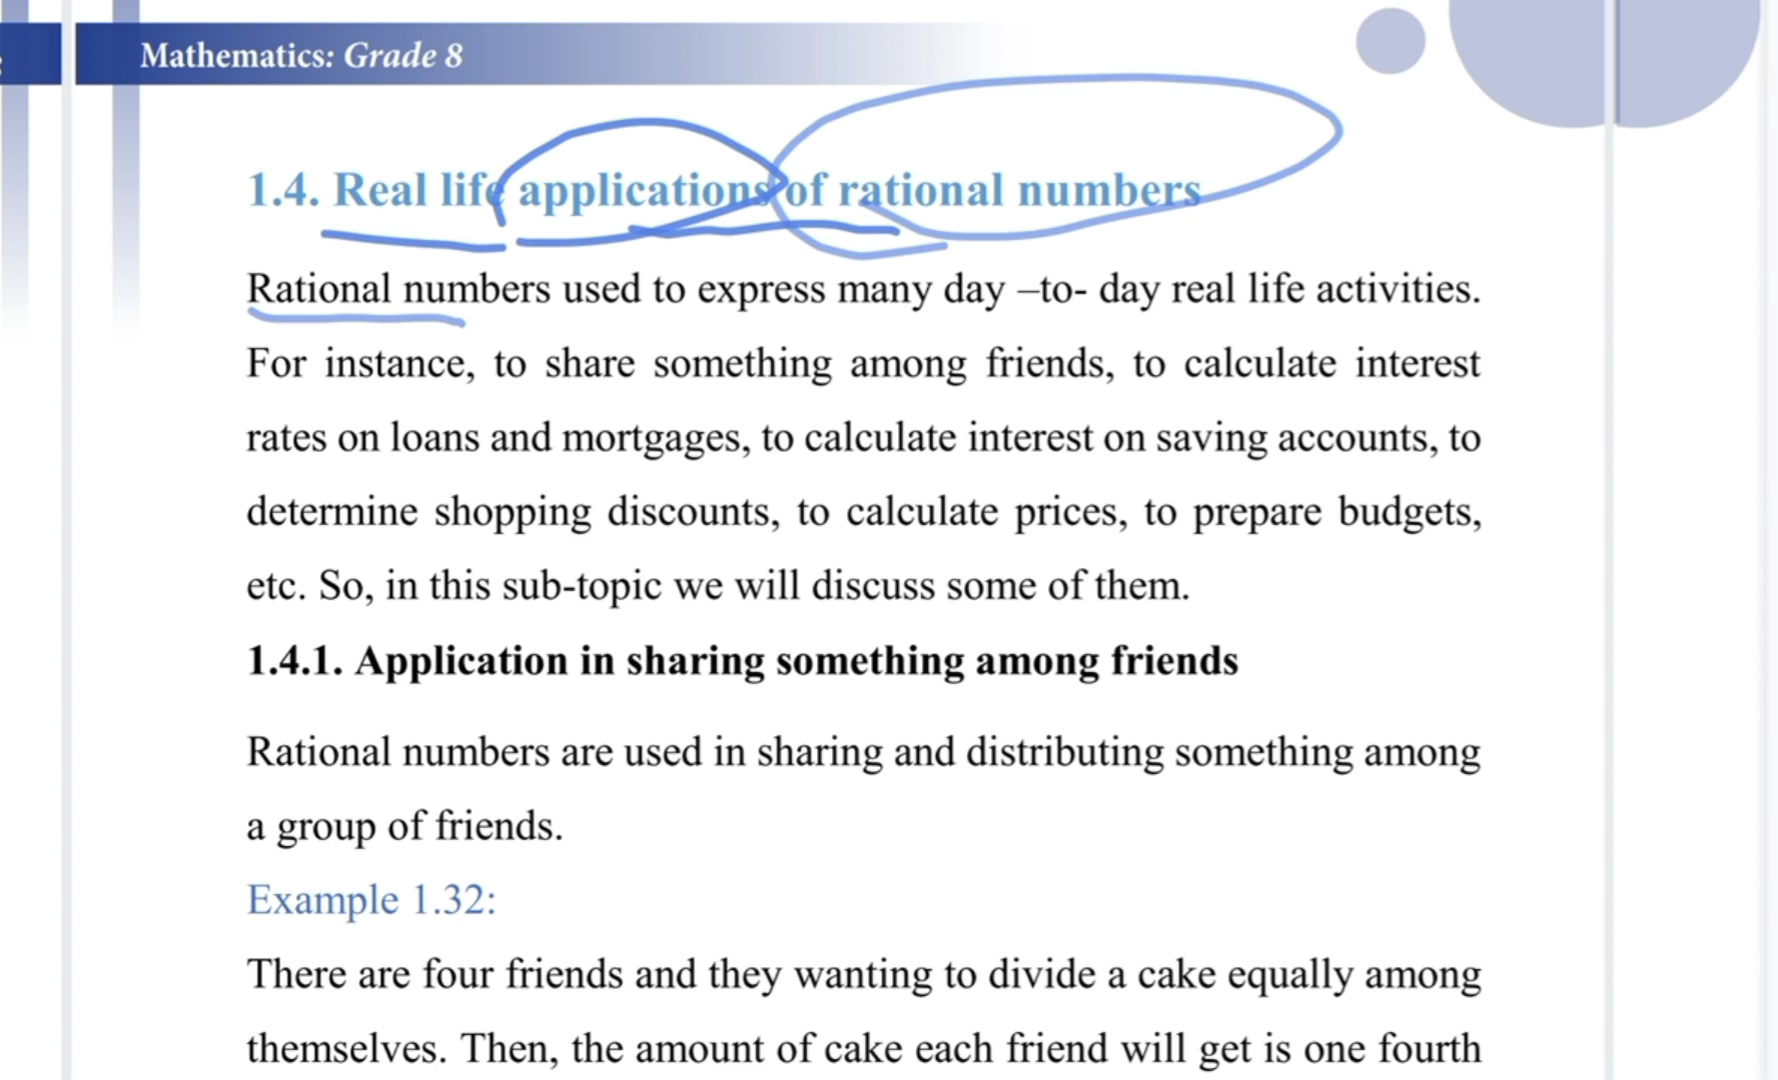 Mathematics: Grade 8
1.4. Real life applications of rational numbers
Rational numbers used to express many day –to- day real life activities.
For instance, to share something among friends, to calculate interest
rates on loans and mortgages, to calculate interest on saving accounts, to
determine shopping discounts, to calculate prices, to prepare budgets,
etc. So, in this sub-topic we will discuss some of them.
1.4.1. Application in sharing something among friends
Rational numbers are used in sharing and distributing something among
a group of friends.
Example 1.32:
There are four friends and they wanting to divide a cake equally among
themselves. Then, the amount of cake each friend will get is one fourth